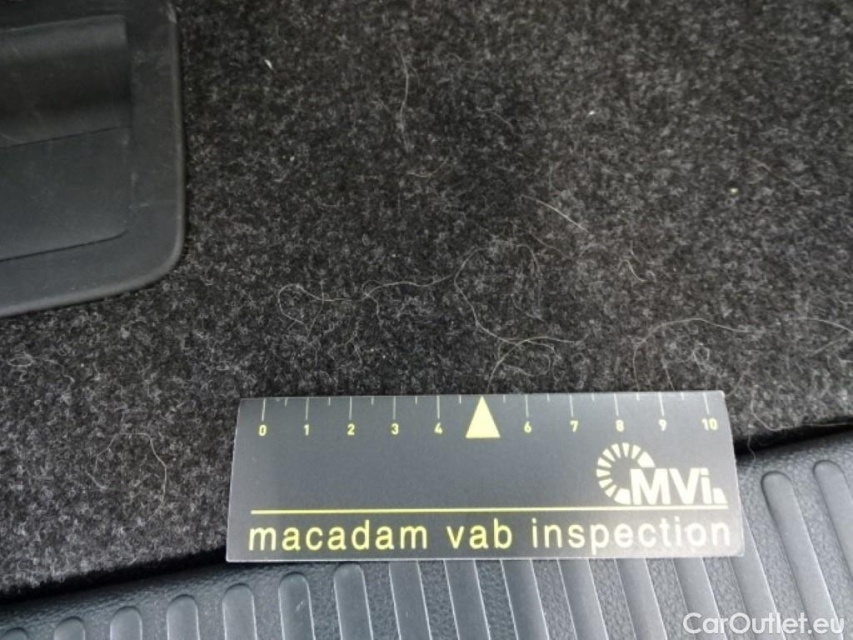 0 1 2 3 4 6 7 8 9 10
MVi
macadam vab inspection
CarOutlet.eu